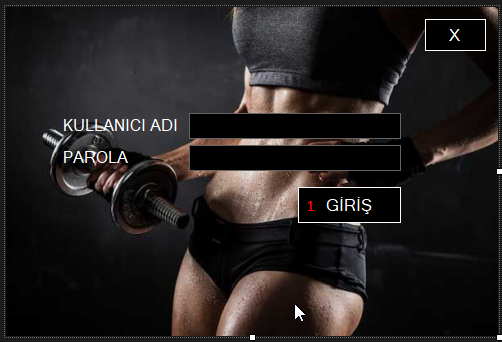 X
KULLANICI ADI
PAROLA
1 GİRİŞ